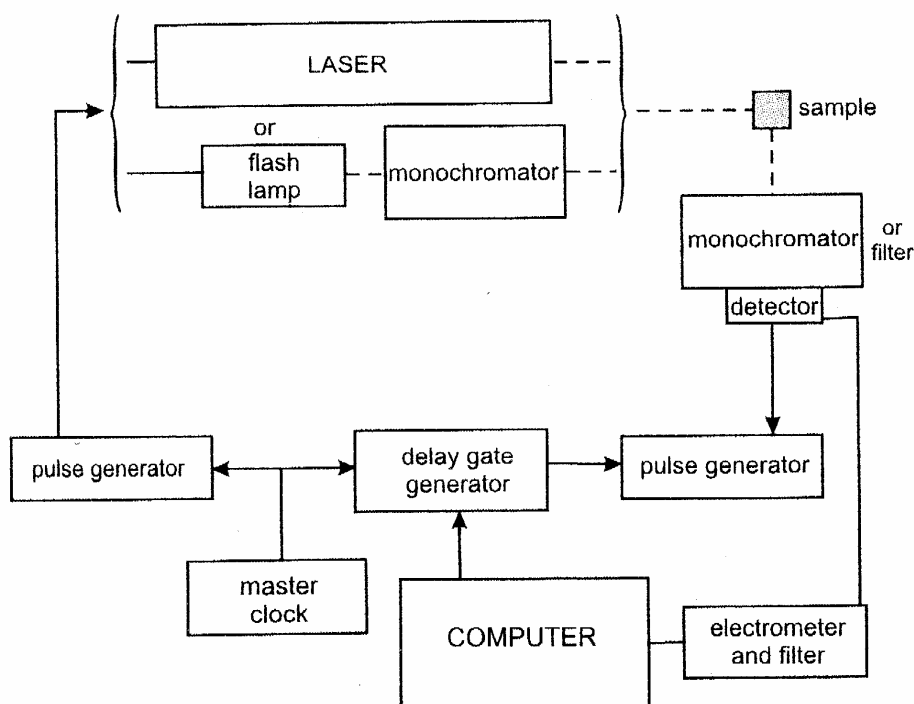 LASER
or
flash
lamp
monochromator
sample
monochromator
or
filter
detector
pulse generator
delay gate
generator
pulse generator
master
clock
COMPUTER
electrometer
and filter